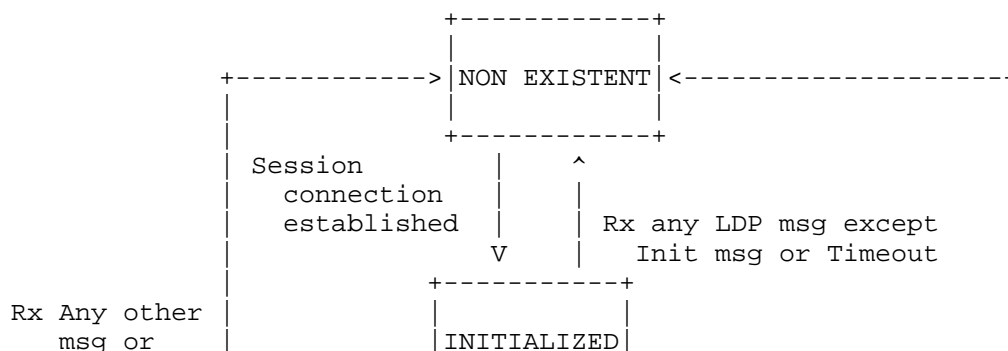 NON EXISTENT
Session
connection
established
Rx any LDP msg except
V
Init msg or Timeout
Rx Any other
msg or
INITIALIZED